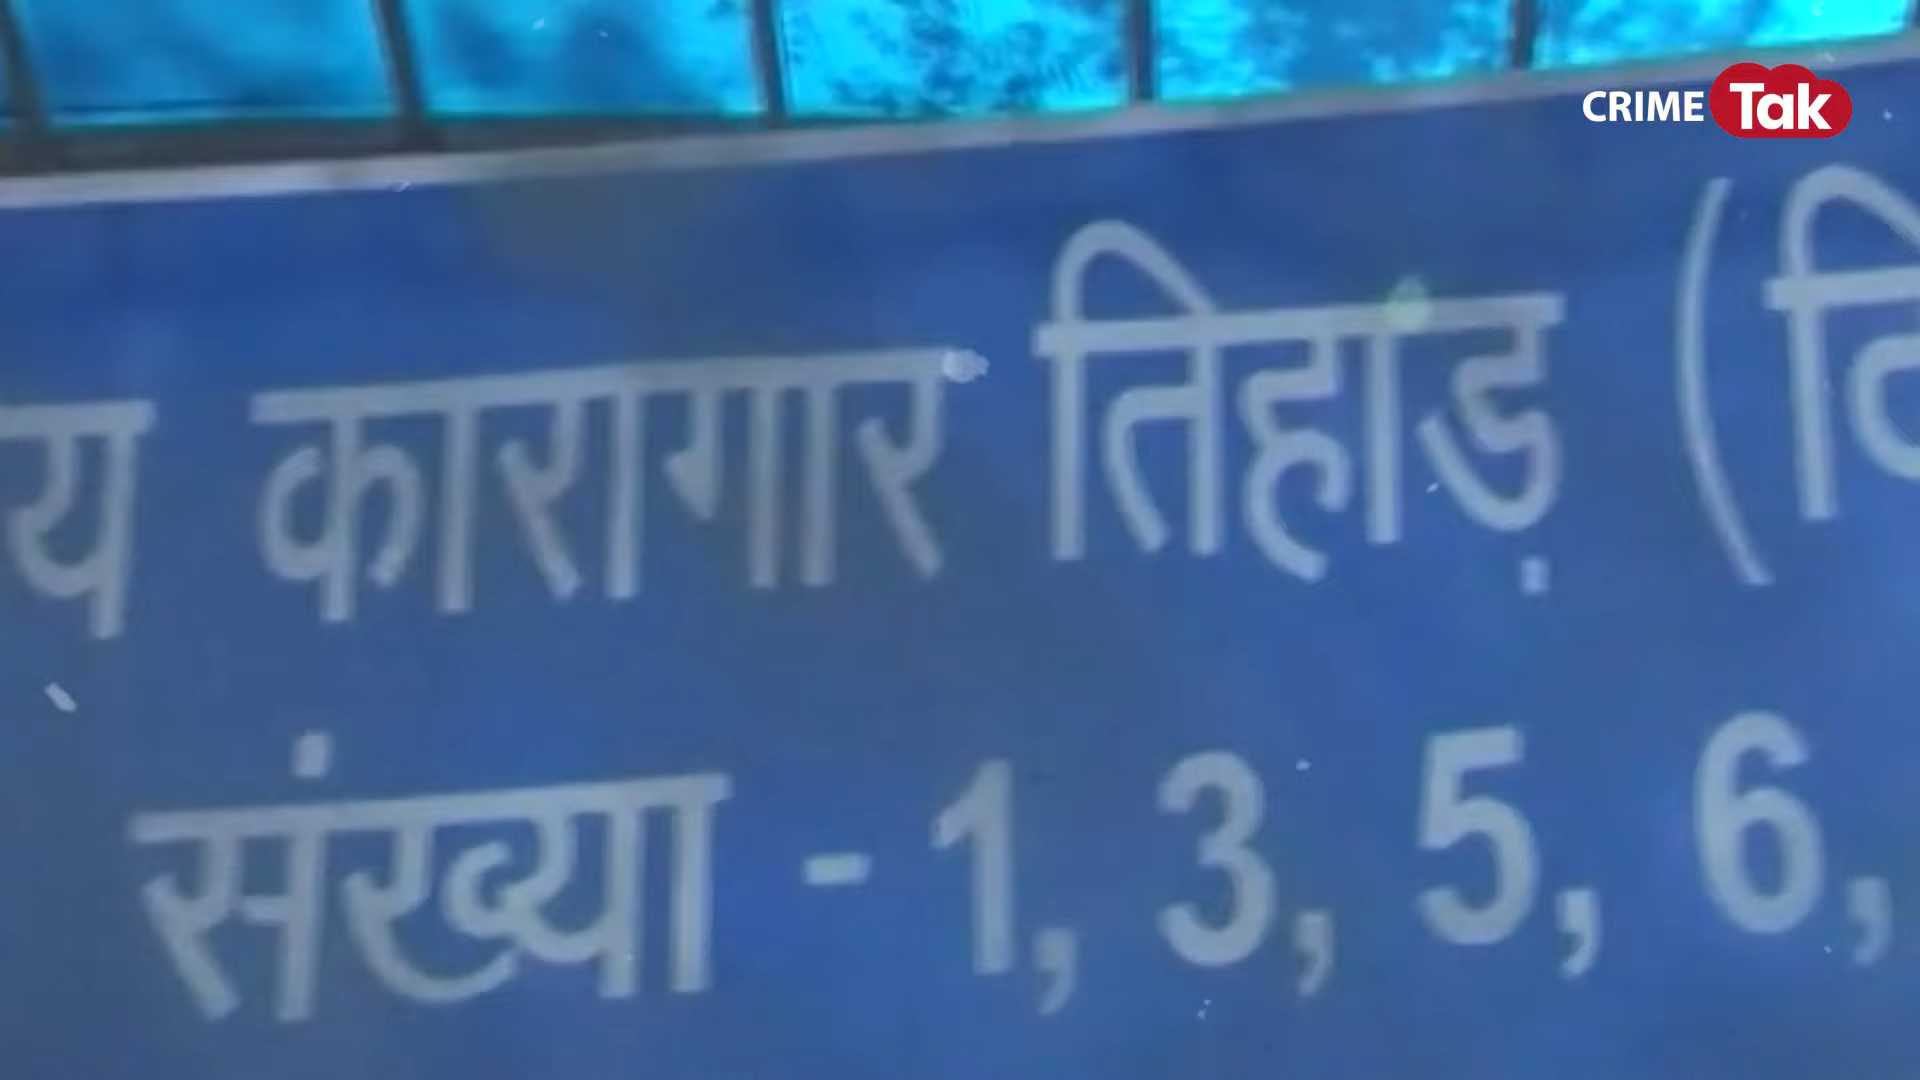 CRIME Tak
य कारागार तिहाड़ (दि
संख्या - 1, 3, 5, 6,